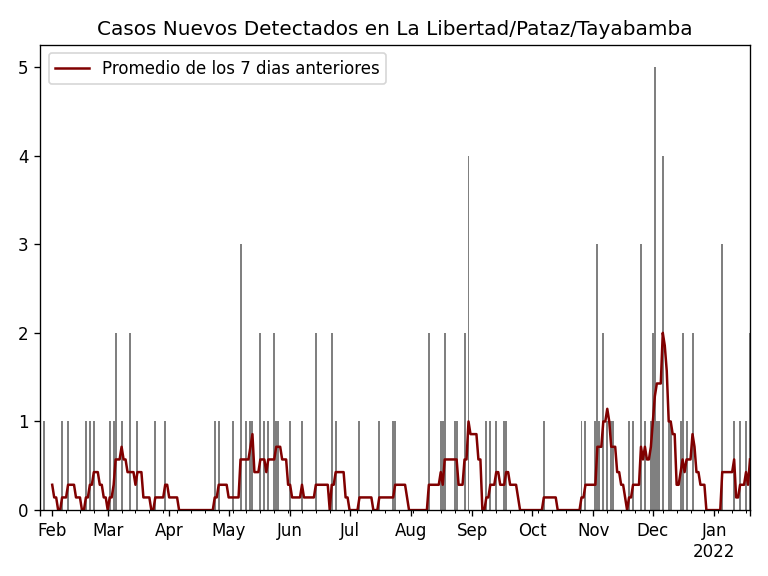 Casos Nuevos Detectados en La Libertad/Pataz/Tayabamba
Promedio de los 7 dias anteriores
5
4
3
2
1
0
Feb Mar Apr May Jun Jul Aug Sep Oct Nov Dec Jan
2022